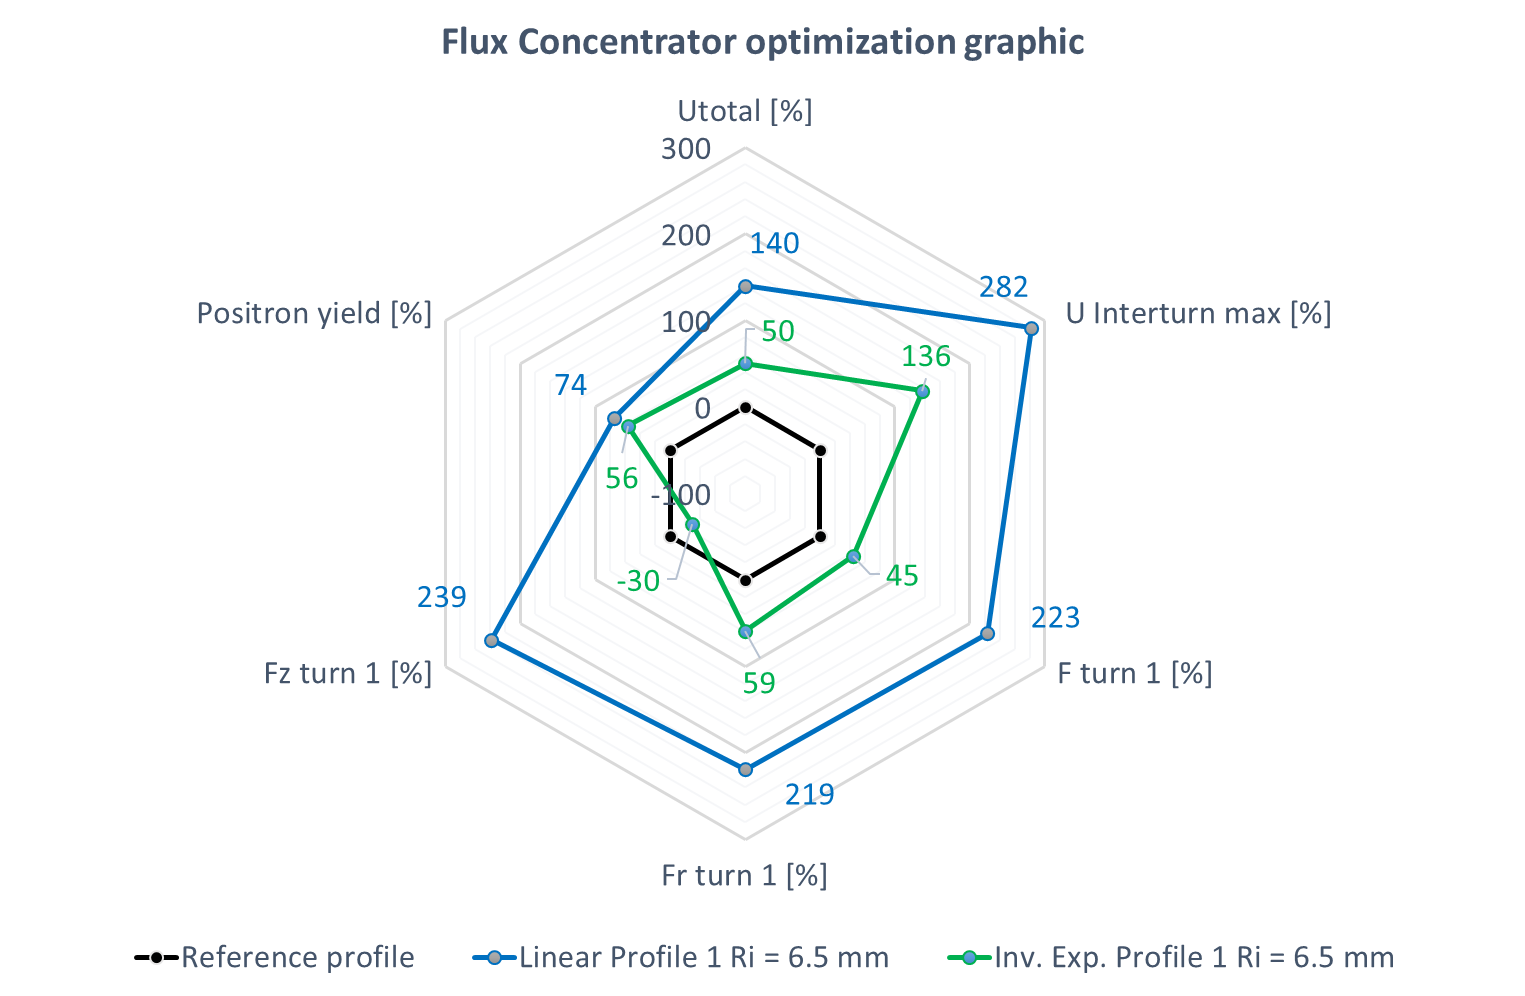 Flux Concentrator optimization graphic
Utotal [%]
300
200
140
282
U Interturn max [%]
Positron yield [%]
100
50
136
74
0
56
-100
-30
45
239
223
Fz turn 1 [%]
F turn 1 [%]
59
219
Fr turn 1 [%]
Reference profile
Linear Profile 1 Ri = 6.5 mm
Inv. Exp. Profile 1 Ri = 6.5 mm